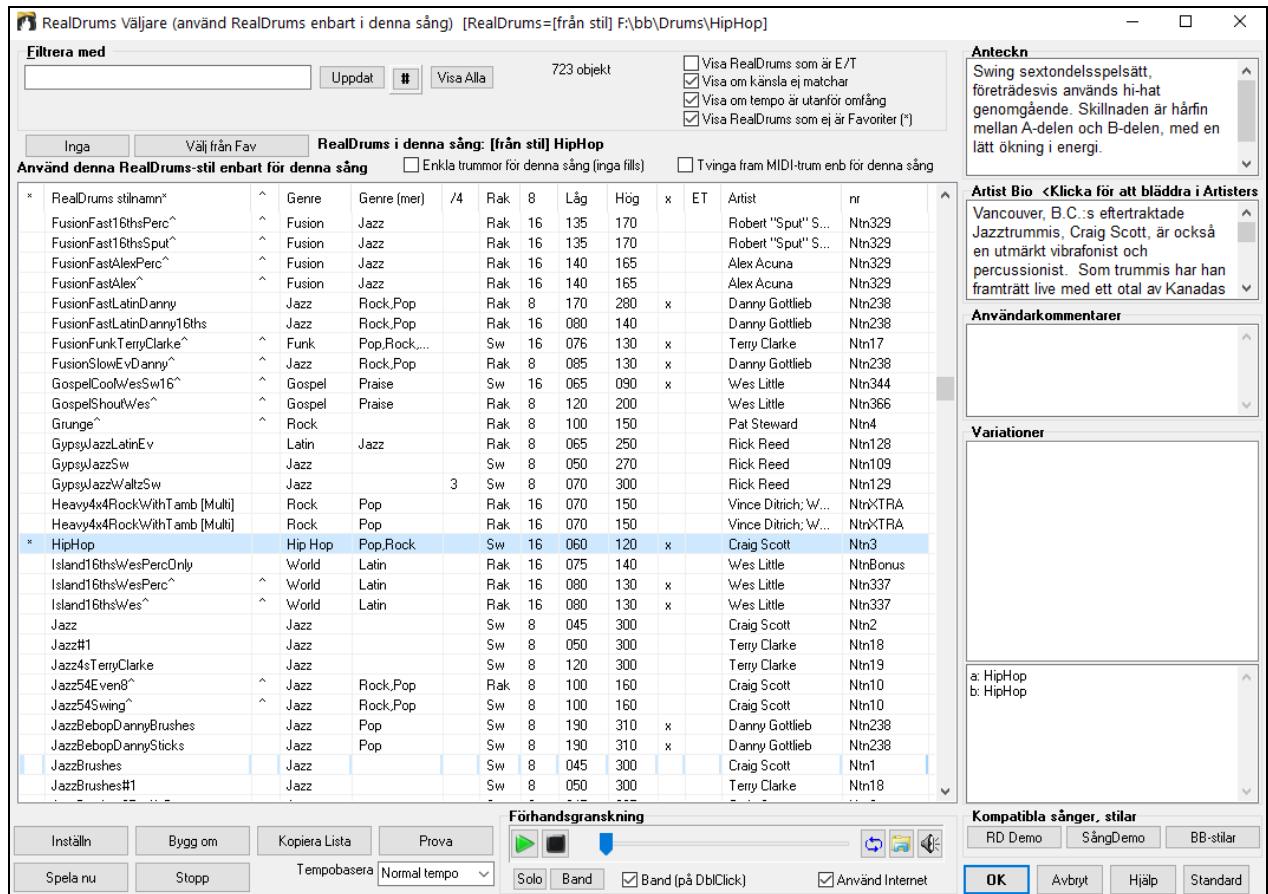 RealDrums Väljare (använd RealDrums enbart i denna sång) [RealDrums=[från stil] F:\bb\Drums\HipHop]
Filtrera med
Uppdat # Visa Alla
723 objekt
Visa RealDrums som är E/T
Visa om känsla ej matchar
Visa om tempo är utanför omfång
Visa RealDrums som ej är Favoriter (*)
Inga Välj från Fav RealDrums i denna sång: [från stil] HipHop
Använd denna RealDrums-stil enbart för denna sång Enkla trummor för denna sång (inga fills) Tvinga fram MIDI-trum enb för denna sång
* RealDrums stilnamn* ^ Genre Genre (mer) /4 Rak 8 Låg Hög x ET Artist nr
FusionFast16thsPerc^ ^ Fusion Jazz Rak 16 135 170 Robert "Sput" S... Ntn329
FusionFast16thsSput^ ^ Fusion Jazz Rak 16 135 170 Robert "Sput" S... Ntn329
FusionFastAlexPerc^ ^ Fusion Jazz Rak 16 140 165 Alex Acuna Ntn329
FusionFastAlex^ ^ Fusion Jazz Rak 16 140 165 Alex Acuna Ntn329
FusionFastLatinDanny Jazz Rock,Pop Rak 8 170 280 x Danny Gottlieb Ntn238
FusionFastLatinDanny16ths Jazz Rock,Pop Rak 16 080 140 Danny Gottlieb Ntn238
FusionFunkTerryClarke^ ^ Funk Pop,Rock,... Sw 16 076 130 x Terry Clarke Ntn17
FusionSlowEvDanny^ ^ Jazz Rock,Pop Rak 8 085 130 x Danny Gottlieb Ntn238
GospelCoolWesSw16^ ^ Gospel Praise Sw 16 065 090 x Wes Little Ntn344
GospelShoutWes^ ^ Gospel Praise Rak 8 120 200 Wes Little Ntn366
Grunge^ ^ Rock Rak 8 100 150 Pat Steward Ntn4
GypsyJazzLatinEv Latin Jazz Rak 8 065 250 Rick Reed Ntn128
GypsyJazzSw Jazz Sw 8 050 270 Rick Reed Ntn109
GypsyJazzWaltzSw Jazz 3 Sw 8 070 300 Rick Reed Ntn129
Heavy4x4RockWithTamb [Multi] Rock Pop Rak 16 070 150 Vince Ditrich; W... NtnXTRA
Heavy4x4RockWithTamb [Multi] Rock Pop Rak 16 070 150 Vince Ditrich; W... NtnXTRA
* HipHop Hip Hop Pop,Rock Sw 16 060 120 x Craig Scott Ntn3
Island16thsWesPercOnly World Latin Rak 16 075 140 Wes Little NtnBonus
Island16thsWesPerc^ ^ World Latin Rak 16 080 130 x Wes Little Ntn337
Island16thsWes^ ^ World Latin Rak 16 080 130 x Wes Little Ntn337
Jazz Jazz Sw 8 045 300 Craig Scott Ntn2
Jazz#1 Jazz Sw 8 050 300 Terry Clarke Ntn18
Jazz4sTerryClarke Jazz Sw 8 120 300 Terry Clarke Ntn19
Jazz54Even8^ ^ Jazz Rock,Pop Rak 8 100 160 Craig Scott Ntn10
Jazz54Swing^ ^ Jazz Rock,Pop Sw 8 100 160 Craig Scott Ntn10
JazzBebopDannyBrushes Jazz Pop Sw 8 190 310 x Danny Gottlieb Ntn238
JazzBebopDannySticks Jazz Pop Sw 8 190 310 x Danny Gottlieb Ntn238
JazzBrushes Jazz Sw 8 045 300 Craig Scott Ntn1
JazzBrushes#1 Jazz Sw 8 050 300 Terry Clarke Ntn18
Anteckn
Swing sextondelsspelsätt,
företrädesvis används hi-hat
genomgående. Skillnaden är hårfin
mellan A-delen och B-delen, med en
lätt ökning i energi.
Artist Bio <Klicka för att bläddra i Artisters
Vancouver, B.C.:s eftertraktade
Jazztrummis, Craig Scott, är också
en utmärkt vibrafonist och
percussionist. Som trummis har han
framträtt live med ett otal av Kanadas
Användarkommentarer
Variationer
a: HipHop
b: HipHop
Inställn Bygg om Kopiera Lista Prova
Spela nu Stopp Tempobasera Normal tempo
Förhandsgranskning
Solo Band Band (på DblClick) Använd Internet
Kompatibla sånger, stilar
RD Demo SångDemo BB-stilar
OK Avbryt Hjälp Standard